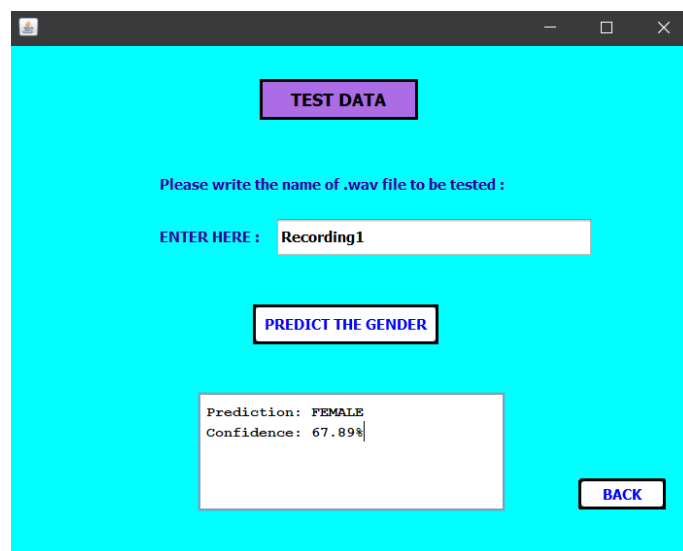 TEST DATA
Please write the name of .wav file to be tested :
ENTER HERE : Recording1
PREDICT THE GENDER
Prediction: FEMALE
Confidence: 67.89%
BACK